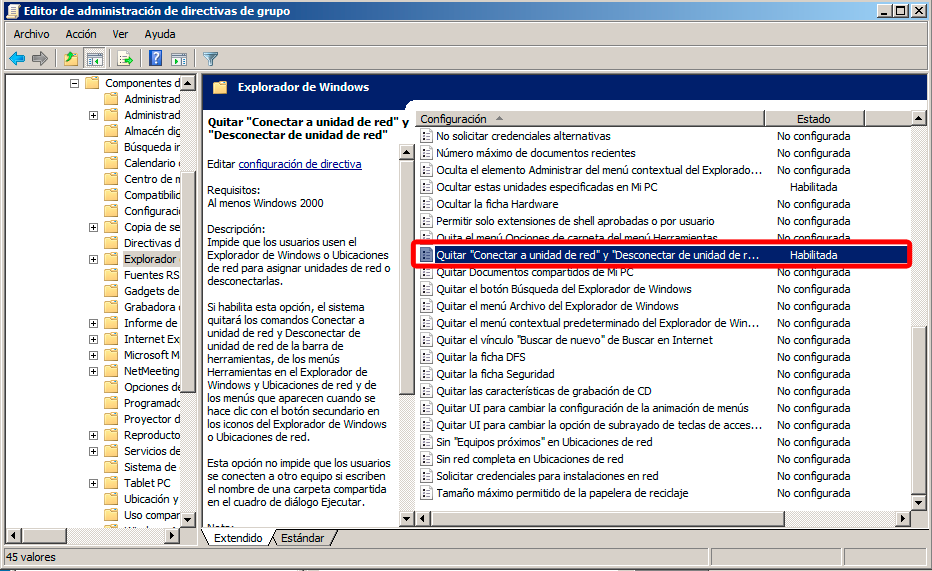 Editor de administración de directivas de grupo
Archivo Acción Ver Ayuda
Componentes d
Administrad
Administrad
Almacén dig
Búsqueda in
Calendario
Centro de m
Compatibilid
Configuraci
Copia de se
Directivas d
Explorador
Fuentes RS
Gadgets de
Grabadora
Informe de
Internet Ex
Microsoft M
NetMeeting
Opciones de
Programado
Proyector d
Reproducto
Servicios de
Sistema de
Tablet PC
Ubicación y
Uso compar
Explorador de Windows
Quitar "Conectar a unidad de red" y
"Desconectar de unidad de red"
Editar configuración de directiva
Requisitos:
Al menos Windows 2000
Descripción:
Impide que los usuarios usen el
Explorador de Windows o Ubicaciones
de red para asignar unidades de red o
desconectarlas.
Si habilita esta opción, el sistema
quitará los comandos Conectar a
unidad de red y Desconectar de
unidad de red de la barra de
herramientas, de los menús
Herramientas en el Explorador de
Windows y Ubicaciones de red y de
los menús que aparecen cuando se
hace clic con el botón secundario en
los iconos del Explorador de Windows
o Ubicaciones de red.
Esta opción no impide que los usuarios
se conecten a otro equipo si escriben
el nombre de una carpeta compartida
en el cuadro de diálogo Ejecutar.
Nota:
Configuración Estado
No solicitar credenciales alternativas No configurada
Número máximo de documentos recientes No configurada
Oculta el elemento Administrar del menú contextual del Explorado... No configurada
Ocultar estas unidades especificadas en Mi PC Habilitada
Ocultar la ficha Hardware No configurada
Permitir solo extensiones de shell aprobadas o por usuario No configurada
Quita el menú Opciones de carpeta del menú Herramientas No configurada
Quitar "Conectar a unidad de red" y "Desconectar de unidad de r... Habilitada
Quitar Documentos compartidos de Mi PC No configurada
Quitar el botón Búsqueda del Explorador de Windows No configurada
Quitar el menú Archivo del Explorador de Windows No configurada
Quitar el menú contextual predeterminado del Explorador de Win... No configurada
Quitar el vínculo "Buscar de nuevo" de Buscar en Internet No configurada
Quitar la ficha DFS No configurada
Quitar la ficha Seguridad No configurada
Quitar las características de grabación de CD No configurada
Quitar UI para cambiar la configuración de la animación de menús No configurada
Quitar UI para cambiar la opción de subrayado de teclas de acces... No configurada
Sin "Equipos próximos" en Ubicaciones de red No configurada
Sin red completa en Ubicaciones de red No configurada
Solicitar credenciales para instalaciones en red No configurada
Tamaño máximo permitido de la papelera de reciclaje No configurada
Extendido Estándar
45 valores